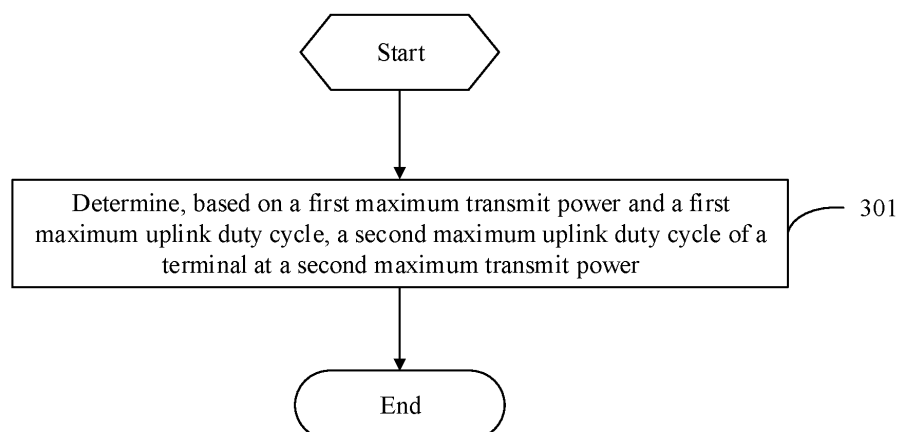 Start
Determine, based on a first maximum transmit power and a first
maximum uplink duty cycle, a second maximum uplink duty cycle of a
terminal at a second maximum transmit power
301
End